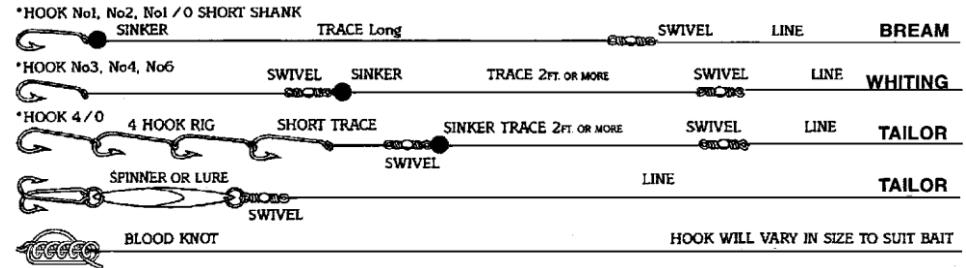 *HOOK No1, No2, No1/0 SHORT SHANK
SINKER TRACE Long SWIVEL LINE BREAM
*HOOK No3, No4, No6
SWIVEL SINKER TRACE 2FT. OR MORE SWIVEL LINE WHITING
*HOOK 4/0
4 HOOK RIG SHORT TRACE SINKER TRACE 2FT. OR MORE SWIVEL LINE TAILOR
SWIVEL
SPINNER OR LURE LINE TAILOR
SWIVEL
BLOOD KNOT HOOK WILL VARY IN SIZE TO SUIT BAIT